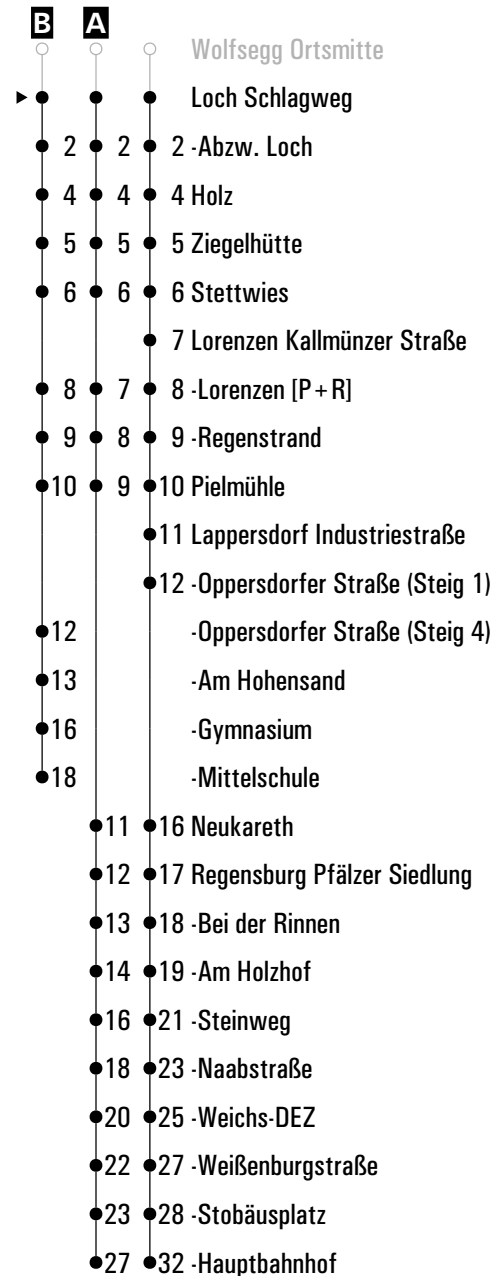 B A
Wolfsegg Ortsmitte
Loch Schlagweg
2 2 2 -Abzw. Loch
4 4 4 Holz
5 5 5 Ziegelhütte
6 6 6 Stettwies
7 Lorenzen Kallmünzer Straße
8 7 8 -Lorenzen [P+R]
9 8 9 -Regenstrand
10 9 10 Pielmühle
11 Lappersdorf Industriestraße
12 -Oppersdorfer Straße (Steig 1)
12 -Oppersdorfer Straße (Steig 4)
13 -Am Hohensand
16 -Gymnasium
18 -Mittelschule
11 16 Neukareth
12 17 Regensburg Pfälzer Siedlung
13 18 -Bei der Rinnen
14 19 -Am Holzhof
16 21 -Steinweg
18 23 -Naabstraße
20 25 -Weichs-DEZ
22 27 -Weißenburgstraße
23 28 -Stobäusplatz
27 32 -Hauptbahnhof